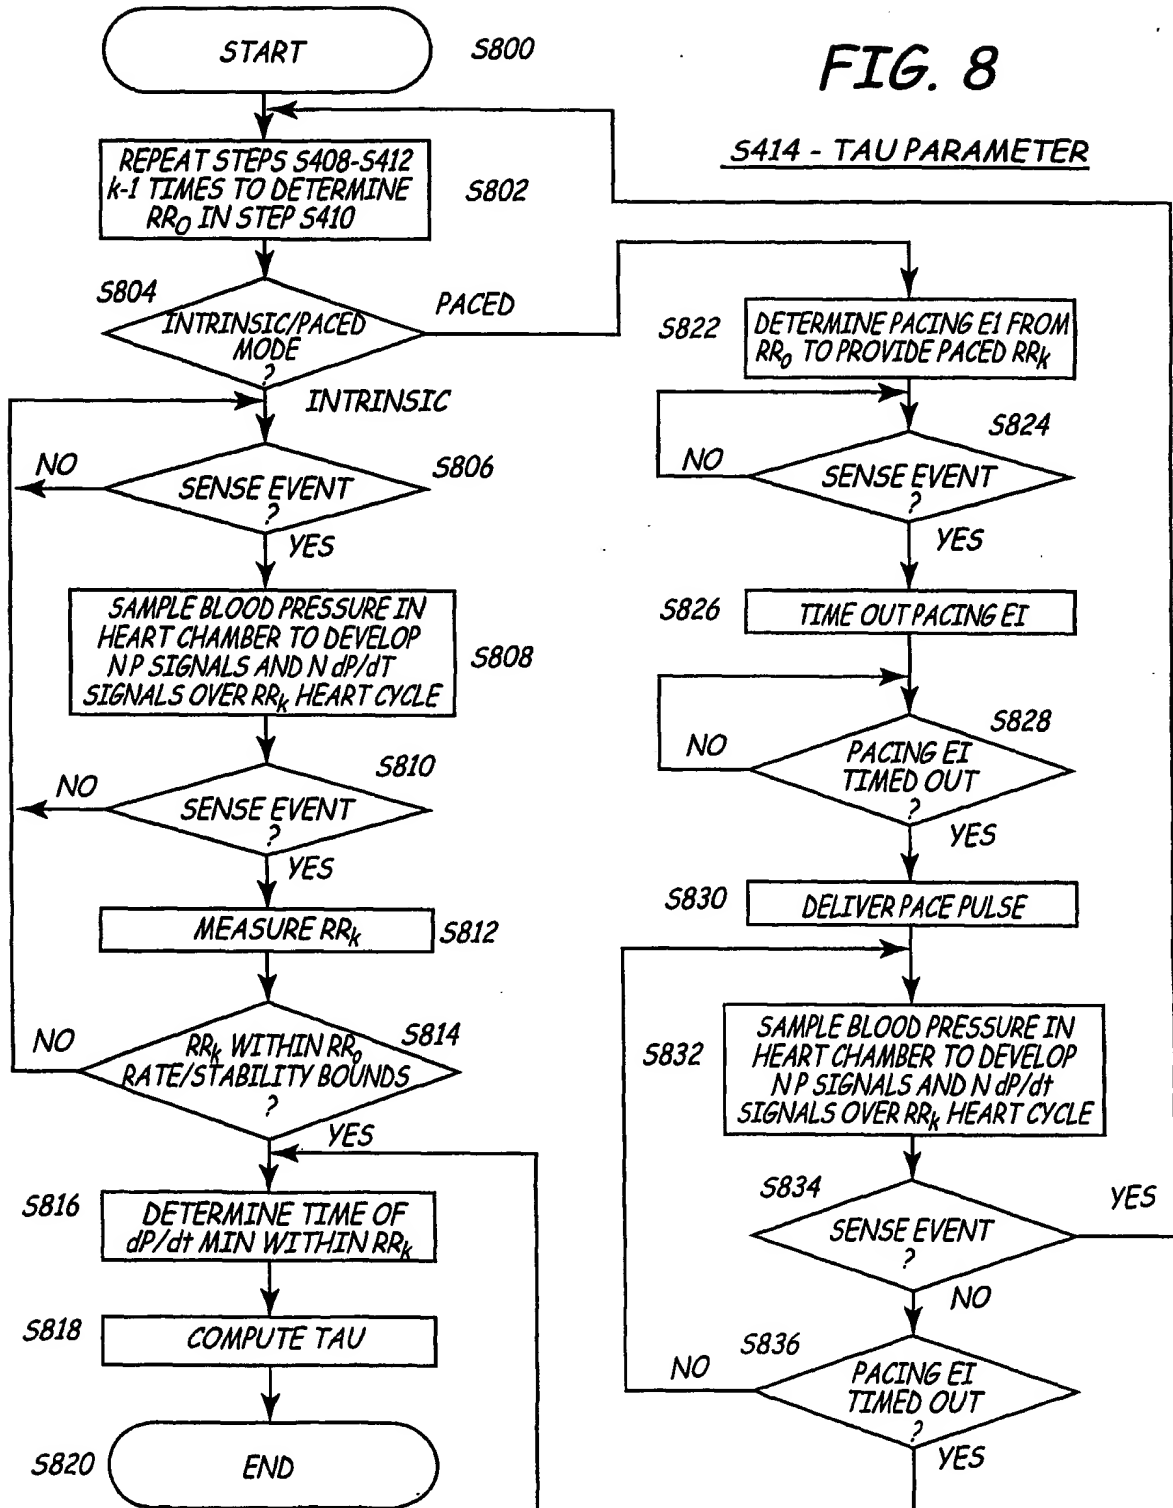 START
S800
FIG. 8
S414 - TAU PARAMETER
REPEAT STEPS S408-S412
k-1 TIMES TO DETERMINE
RR0 IN STEP S410
S802
S804
INTRINSIC/PACED
MODE
?
PACED
INTRINSIC
NO
S806
SENSE EVENT
?
YES
SAMPLE BLOOD PRESSURE IN
HEART CHAMBER TO DEVELOP
N P SIGNALS AND N dP/dT
SIGNALS OVER RRk HEART CYCLE
S808
NO
S810
SENSE EVENT
?
YES
MEASURE RRk
S812
NO
S814
RRk WITHIN RR0
RATE/STABILITY BOUNDS
?
YES
S816
DETERMINE TIME OF
dP/dt MIN WITHIN RRk
S818
COMPUTE TAU
S820
END
S822
DETERMINE PACING E1 FROM
RR0 TO PROVIDE PACED RRk
S824
NO
SENSE EVENT
?
YES
S826
TIME OUT PACING EI
S828
NO
PACING EI
TIMED OUT
?
YES
S830
DELIVER PACE PULSE
S832
SAMPLE BLOOD PRESSURE IN
HEART CHAMBER TO DEVELOP
N P SIGNALS AND N dP/dt
SIGNALS OVER RRk HEART CYCLE
S834
YES
SENSE EVENT
?
NO
S836
NO
PACING EI
TIMED OUT
?
YES